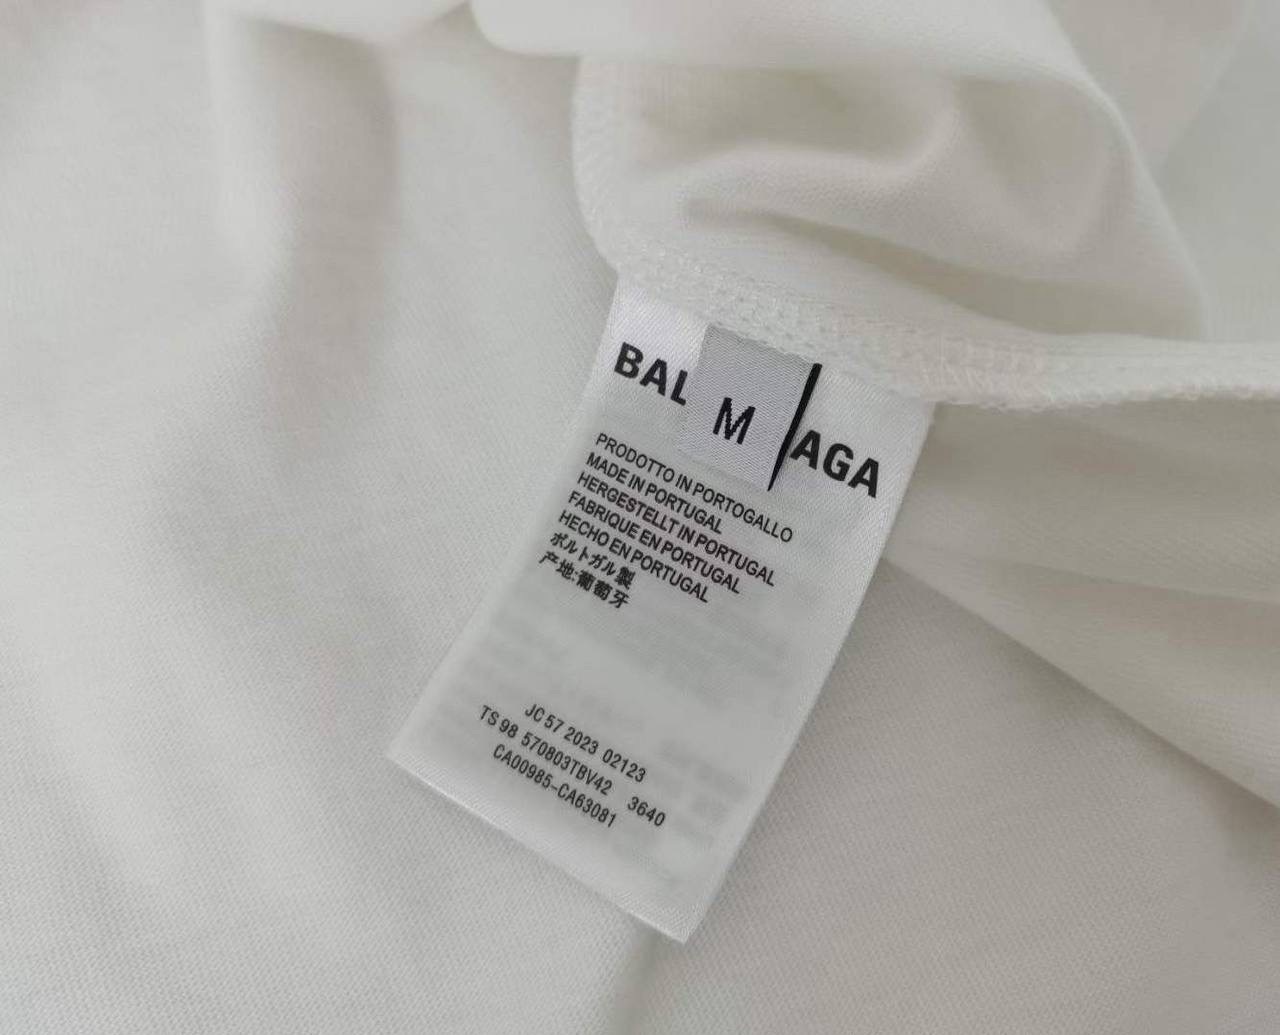 BAL M AGA
PRODOTTO IN PORTOGALLO
MADE IN PORTUGAL
HERGESTELLT IN PORTUGAL
FABRIQUE EN PORTUGAL
HECHO EN PORTUGAL
ポルトガル製
产地:葡萄牙
JC 57 2023 02123
TS 98 570803TBV42 3640
CA00985-CA63081